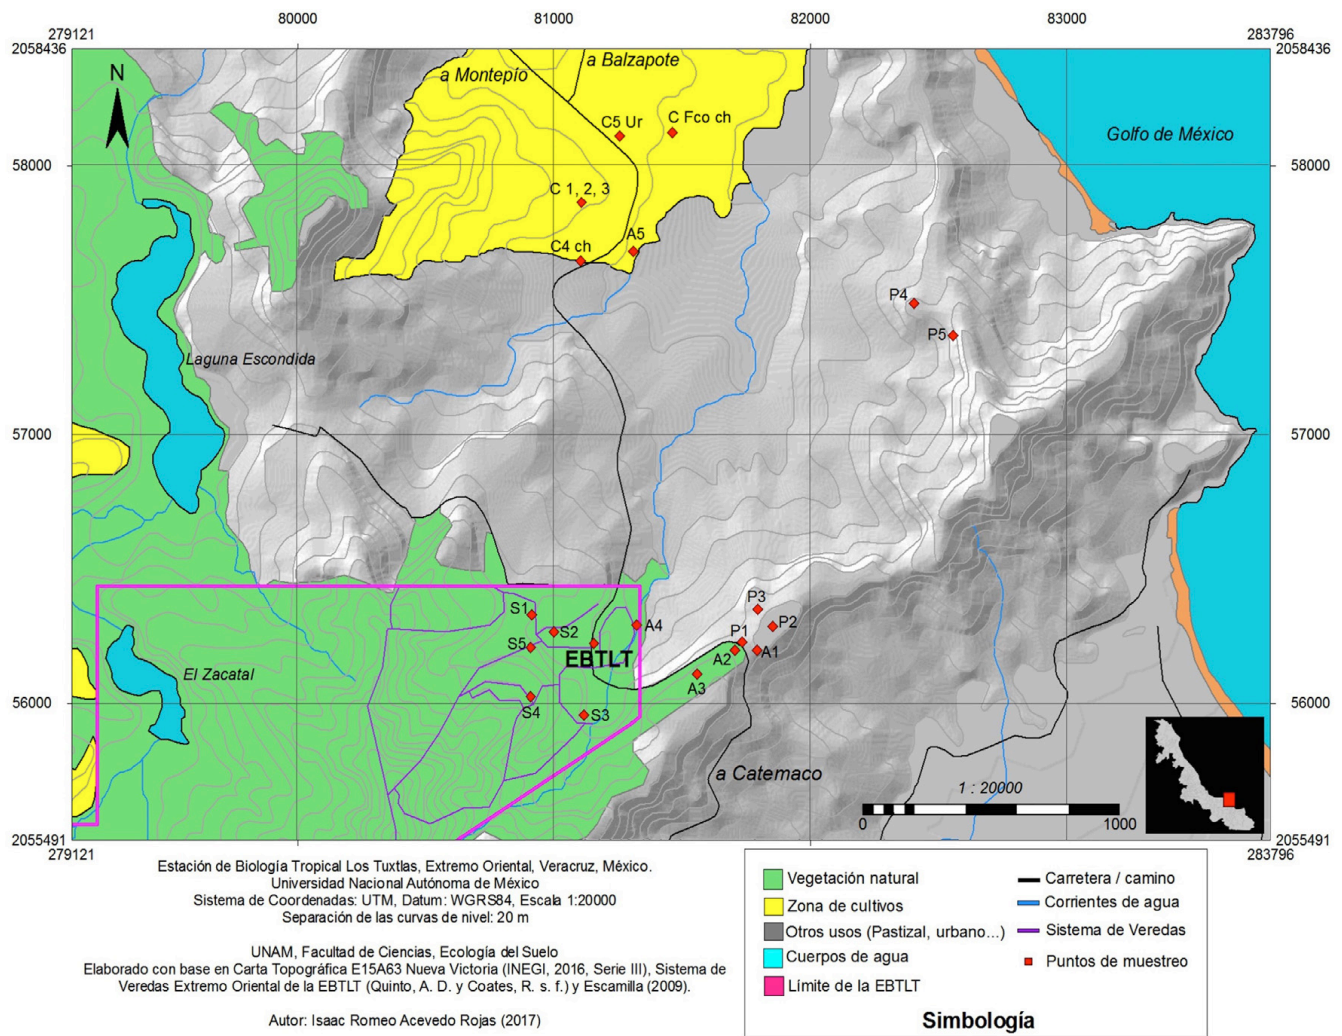 80000
81000
82000
83000
279121
283796
2058436
2058436
N
a Montepío
a Balzapote
C5 Ur
C Fco ch
Golfo de México
58000
58000
C 1, 2, 3
C4 ch
A5
P4
P5
Laguna Escondida
57000
57000
P3
S1
S2
A4
P1
P2
S5
EBTLT
A2
A1
El Zacatal
A3
S4
S3
56000
56000
a Catemaco
1 : 20000
0
1000
2055491
2055491
279121
283796
Estación de Biología Tropical Los Tuxtlas, Extremo Oriental, Veracruz, México.
Universidad Nacional Autónoma de México
Sistema de Coordenadas: UTM, Datum: WGRS84, Escala 1:20000
Separación de las curvas de nivel: 20 m
UNAM, Facultad de Ciencias, Ecología del Suelo
Elaborado con base en Carta Topográfica E15A63 Nueva Victoria (INEGI, 2016, Serie III), Sistema de
Veredas Extremo Oriental de la EBTLT (Quinto, A. D. y Coates, R. s. f.) y Escamilla (2009).
Autor: Isaac Romeo Acevedo Rojas (2017)
Vegetación natural
Zona de cultivos
Otros usos (Pastizal, urbano...)
Cuerpos de agua
Límite de la EBTLT
Carretera / camino
Corrientes de agua
Sistema de Veredas
Puntos de muestreo
Simbología